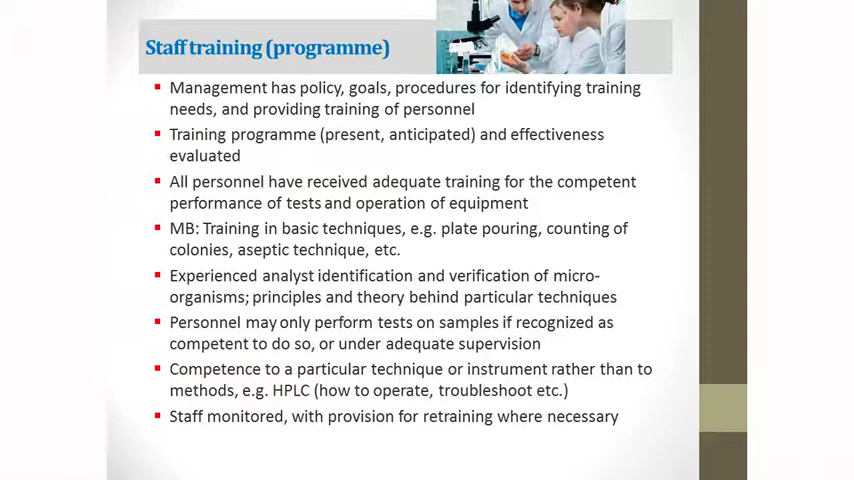 Staff training (programme)
Management has policy, goals, procedures for identifying training
needs, and providing training of personnel
Training programme (present, anticipated) and effectiveness
evaluated
All personnel have received adequate training for the competent
performance of tests and operation of equipment
MB: Training in basic techniques, e.g. plate pouring, counting of
colonies, aseptic technique, etc.
Experienced analyst identification and verification of micro-
organisms; principles and theory behind particular techniques
Personnel may only perform tests on samples if recognized as
competent to do so, or under adequate supervision
Competence to a particular technique or instrument rather than to
methods, e.g. HPLC (how to operate, troubleshoot etc.)
Staff monitored, with provision for retraining where necessary